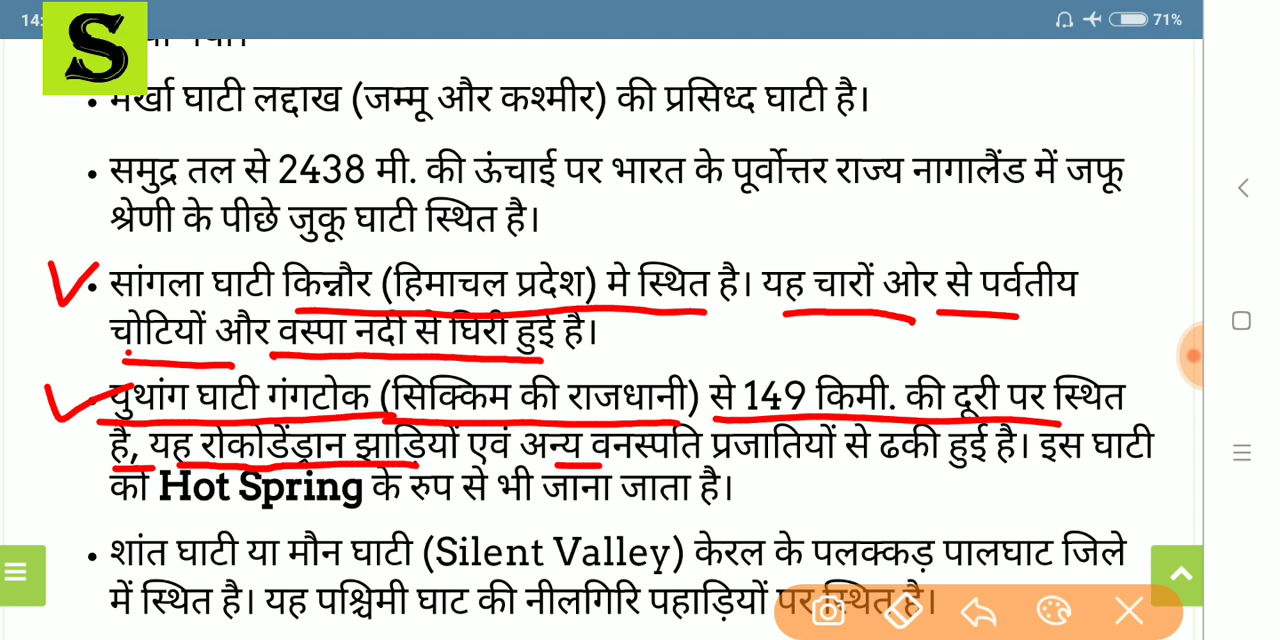 14:
S
71%
• मर्खा घाटी लद्दाख (जम्मू और कश्मीर) की प्रसिध्द घाटी है।
• समुद्र तल से 2438 मी. की ऊंचाई पर भारत के पूर्वोत्तर राज्य नागालैंड में जफू
श्रेणी के पीछे जुकू घाटी स्थित है।
• सांगला घाटी किन्नौर (हिमाचल प्रदेश) मे स्थित है। यह चारों ओर से पर्वतीय
चोटियों और वस्पा नदी से घिरी हुई है।
• युथांग घाटी गंगटोक (सिक्किम की राजधानी) से 149 किमी. की दूरी पर स्थित
है, यह रोकोडेंड्रान झाडियों एवं अन्य वनस्पति प्रजातियों से ढकी हुई है। इस घाटी
को Hot Spring के रुप से भी जाना जाता है।
• शांत घाटी या मौन घाटी (Silent Valley) केरल के पलक्कड़ पालघाट जिले
में स्थित है। यह पश्चिमी घाट की नीलगिरि पहाड़ियों पर स्थित है।